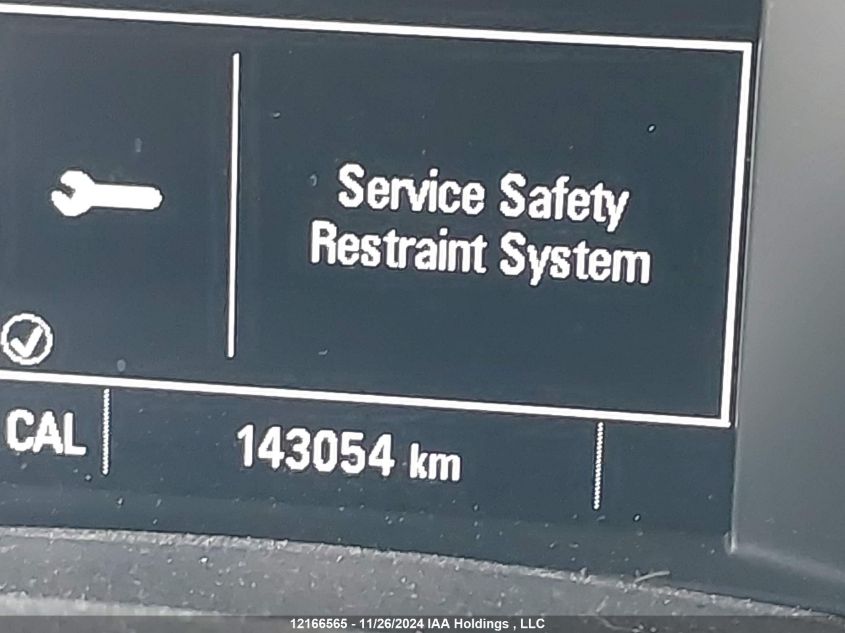 Service Safety
Restraint System
CAL
143054 km
12166565 - 11/26/2024 IAA Holdings , LLC